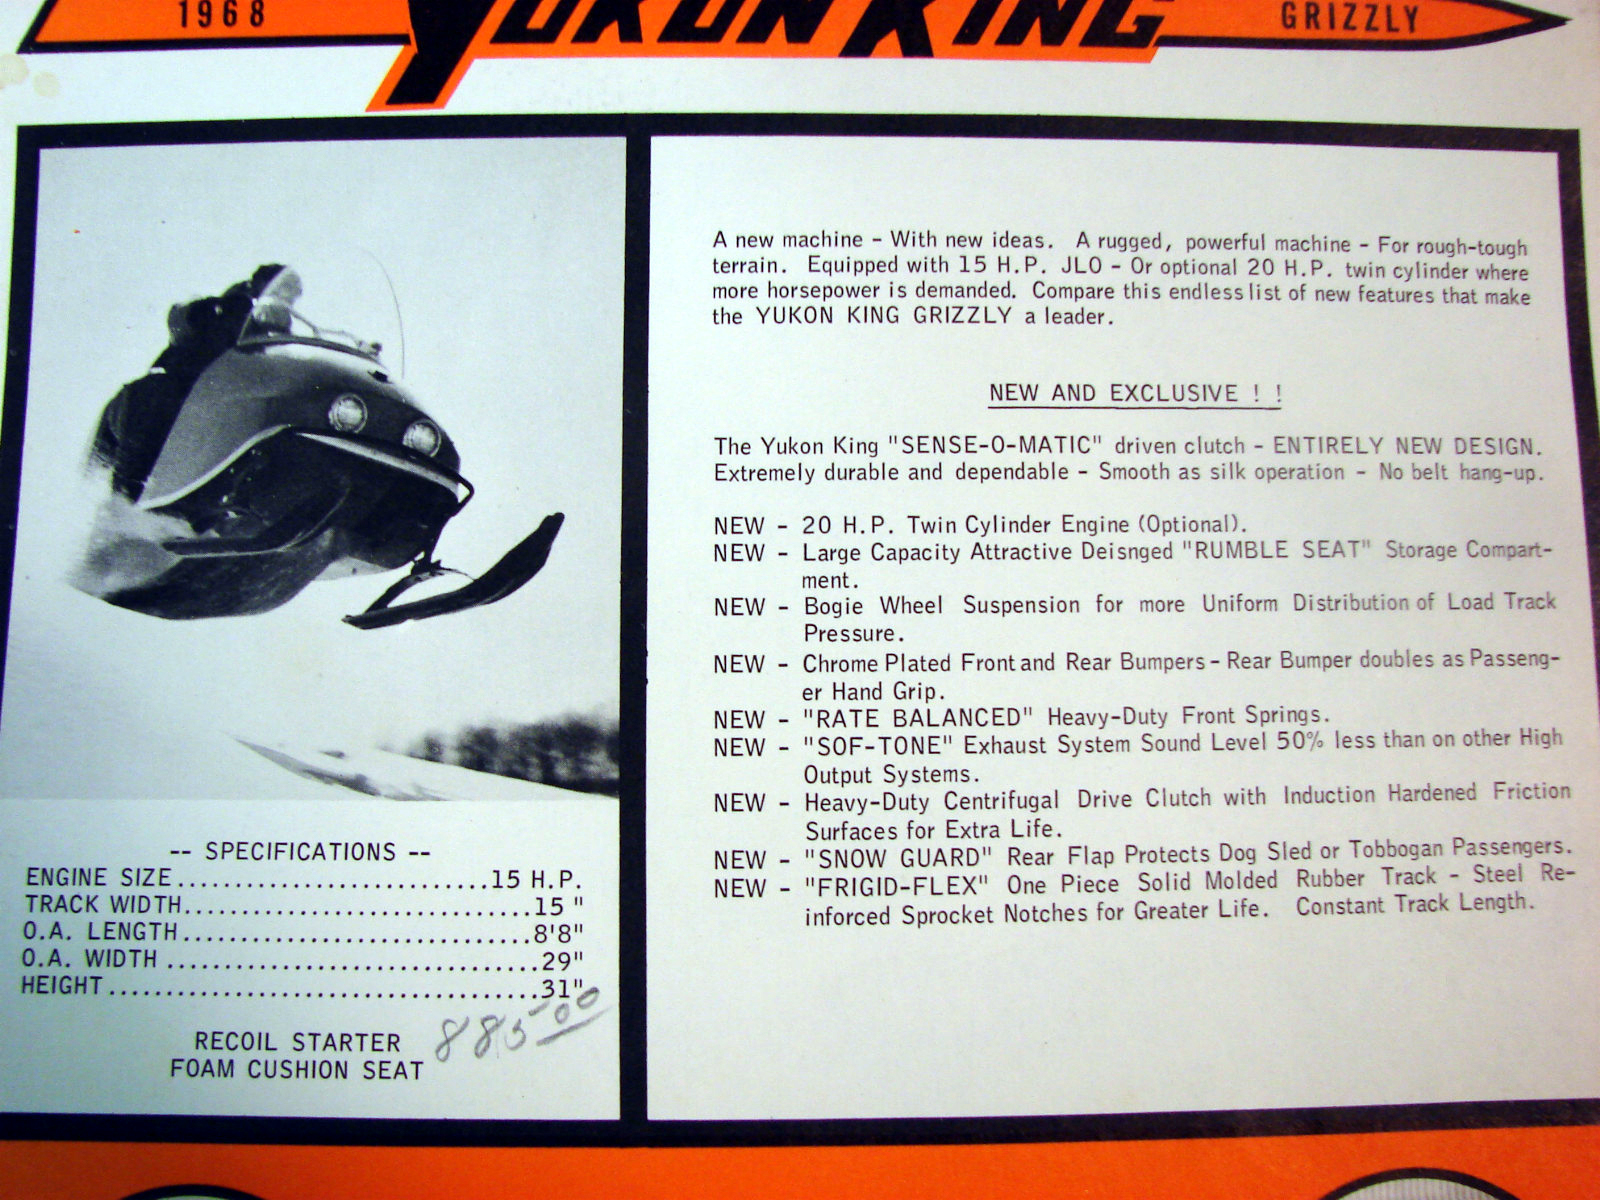 1968
YUKON KING
GRIZZLY
A new machine - With new ideas. A rugged, powerful machine - For rough-tough
terrain. Equipped with 15 H.P. JLO - Or optional 20 H.P. twin cylinder where
more horsepower is demanded. Compare this endless list of new features that make
the YUKON KING GRIZZLY a leader.
NEW AND EXCLUSIVE ! !
The Yukon King "SENSE-O-MATIC" driven clutch - ENTIRELY NEW DESIGN.
Extremely durable and dependable - Smooth as silk operation - No belt hang-up.
NEW - 20 H.P. Twin Cylinder Engine (Optional).
NEW - Large Capacity Attractive Deisnged "RUMBLE SEAT" Storage Compart-
ment.
NEW - Bogie Wheel Suspension for more Uniform Distribution of Load Track
Pressure.
NEW - Chrome Plated Front and Rear Bumpers - Rear Bumper doubles as Passeng-
er Hand Grip.
NEW - "RATE BALANCED" Heavy-Duty Front Springs.
NEW - "SOF-TONE" Exhaust System Sound Level 50% less than on other High
Output Systems.
NEW - Heavy-Duty Centrifugal Drive Clutch with Induction Hardened Friction
Surfaces for Extra Life.
NEW - "SNOW GUARD" Rear Flap Protects Dog Sled or Tobbogan Passengers.
NEW - "FRIGID-FLEX" One Piece Solid Molded Rubber Track - Steel Re-
inforced Sprocket Notches for Greater Life. Constant Track Length.
-- SPECIFICATIONS --
ENGINE SIZE................................15 H.P.
TRACK WIDTH....................................15 "
O.A. LENGTH....................................8'8"
O.A. WIDTH ......................................29"
HEIGHT............................................31"
RECOIL STARTER
FOAM CUSHION SEAT
885.00